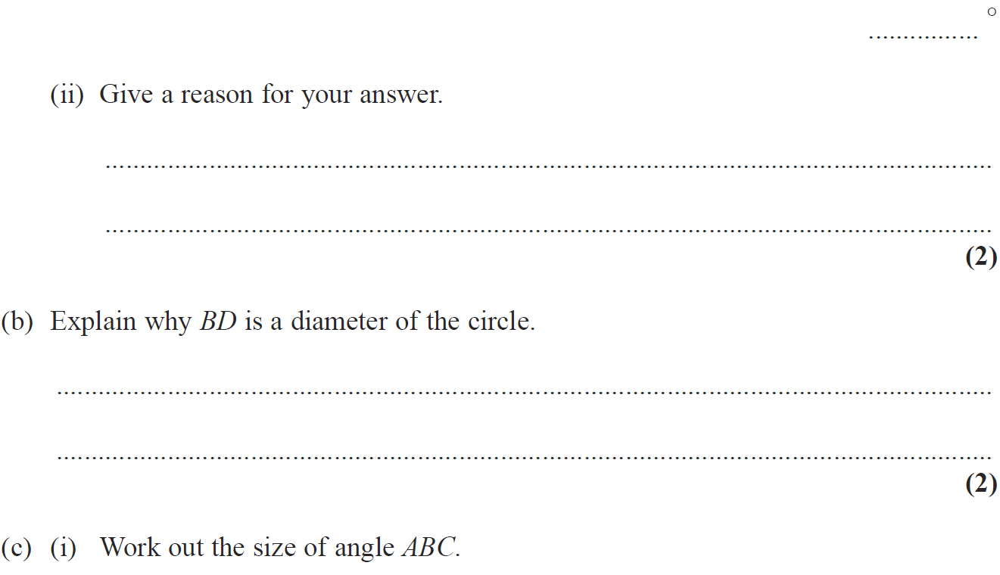 °
................
(ii) Give a reason for your answer.
................................................................................................................................
................................................................................................................................
(2)
(b) Explain why BD is a diameter of the circle.
.......................................................................................................................................
.......................................................................................................................................
(2)
(c) (i) Work out the size of angle ABC.